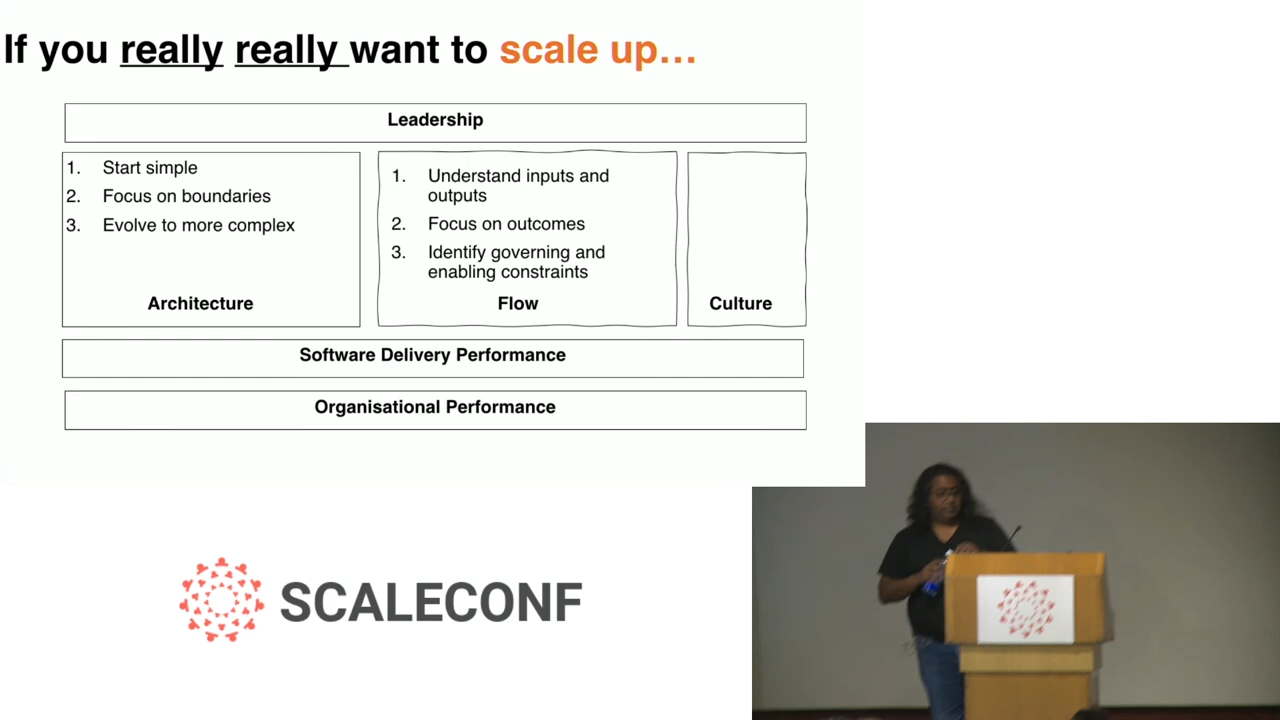 If you really really want to scale up...
Leadership
1. Start simple
2. Focus on boundaries
3. Evolve to more complex
Architecture
1. Understand inputs and
outputs
2. Focus on outcomes
3. Identify governing and
enabling constraints
Flow
Culture
Software Delivery Performance
Organisational Performance
SCALECONF